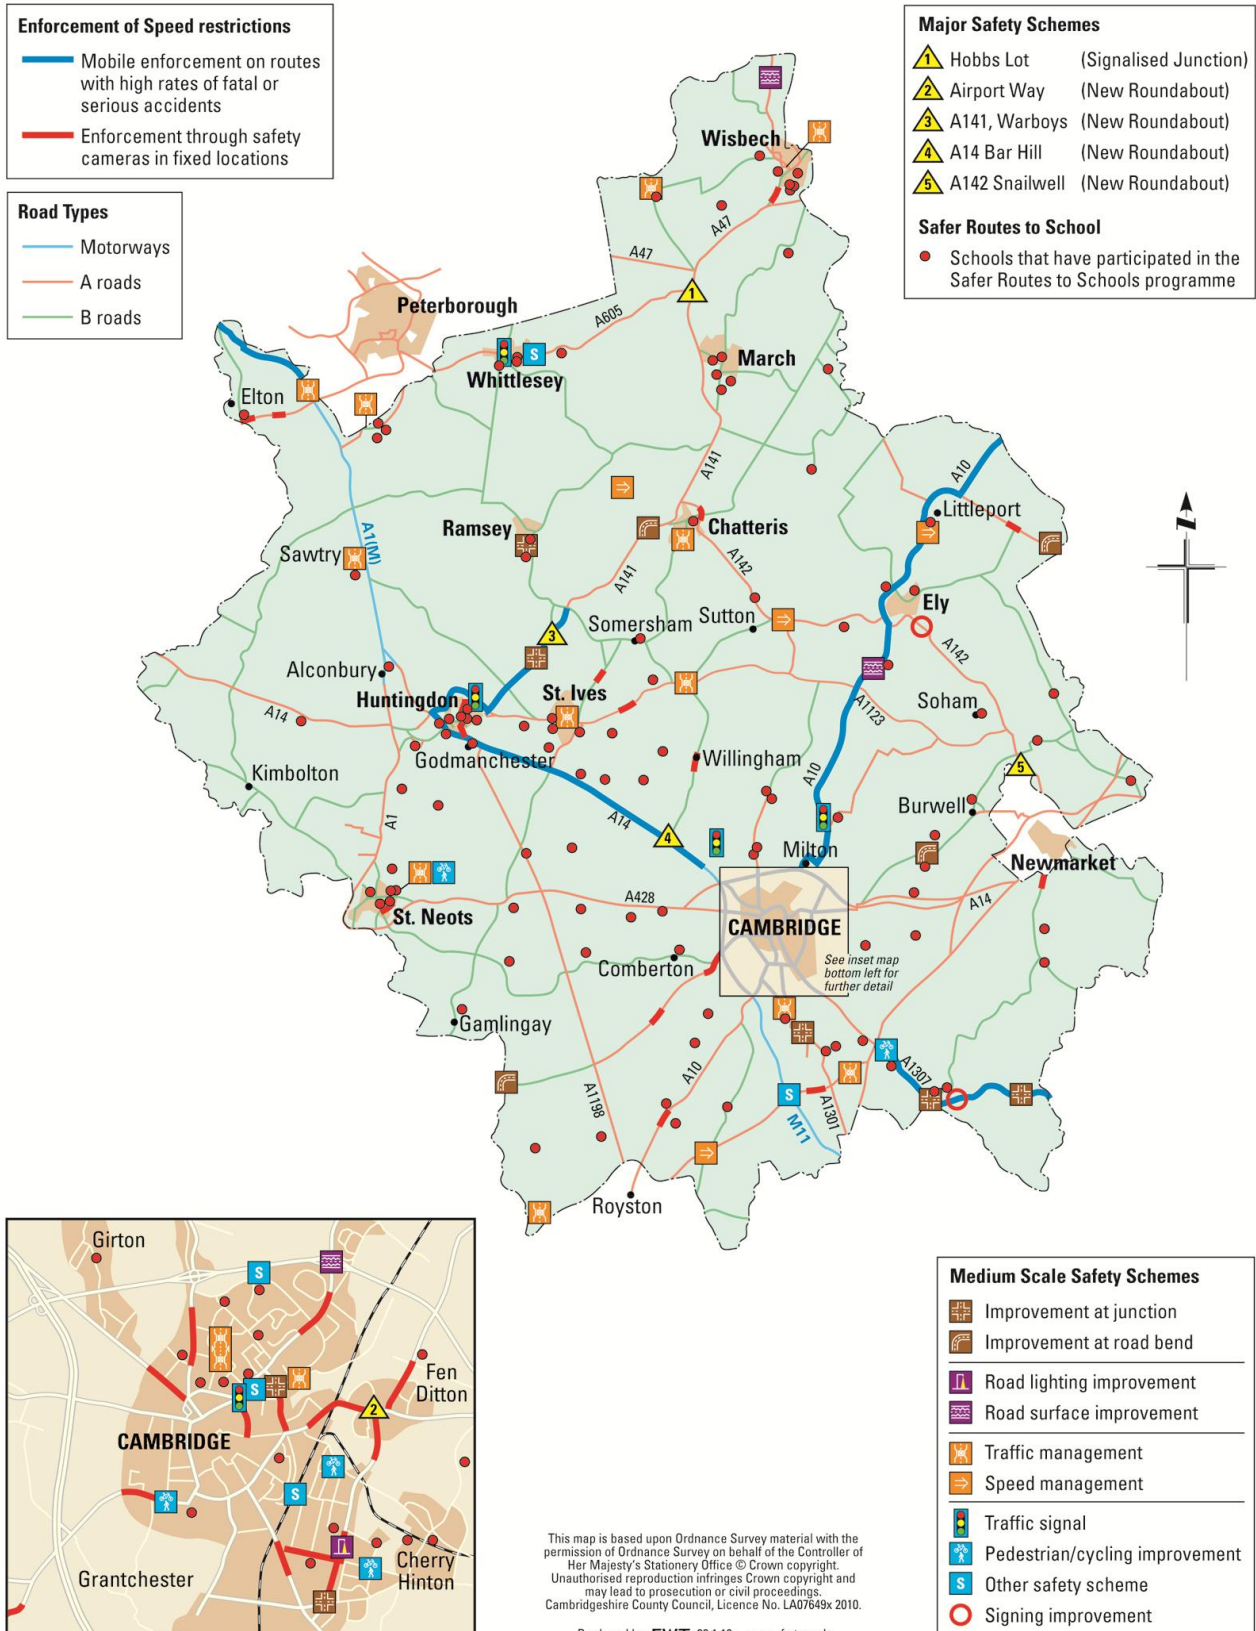 Enforcement of Speed restrictions
Mobile enforcement on routes
with high rates of fatal or
serious accidents
Enforcement through safety
cameras in fixed locations
Road Types
Motorways
A roads
B roads
Major Safety Schemes
1 Hobbs Lot (Signalised Junction)
2 Airport Way (New Roundabout)
3 A141, Warboys (New Roundabout)
4 A14 Bar Hill (New Roundabout)
5 A142 Snailwell (New Roundabout)
Safer Routes to School
Schools that have participated in the
Safer Routes to Schools programme
Wisbech
A47
A47
1
Peterborough
A605
March
S
Whittlesey
Elton
A141
A10
Littleport
Ramsey
Chatteris
A1(M)
Sawtry
A142
A141
Ely
Somersham
Sutton
3
A142
Alconbury
Huntingdon
St. Ives
Soham
A14
A1123
Godmanchester
Willingham
5
Kimbolton
A10
Burwell
A1
A14
4
Milton
Newmarket
St. Neots
A428
A14
CAMBRIDGE
See inset map
bottom left for
further detail
Comberton
Gamlingay
A10
A1307
S
A1198
A1301
M11
Royston
Girton
S
Fen
Ditton
S
2
CAMBRIDGE
S
Cherry
Hinton
Grantchester
This map is based upon Ordnance Survey material with the
permission of Ordnance Survey on behalf of the Controller of
Her Majesty's Stationery Office © Crown copyright.
Unauthorised reproduction infringes Crown copyright and
may lead to prosecution or civil proceedings.
Cambridgeshire County Council, Licence No. LA07649x 2010.
Medium Scale Safety Schemes
Improvement at junction
Improvement at road bend
Road lighting improvement
Road surface improvement
Traffic management
Speed management
Traffic signal
Pedestrian/cycling improvement
S Other safety scheme
Signing improvement